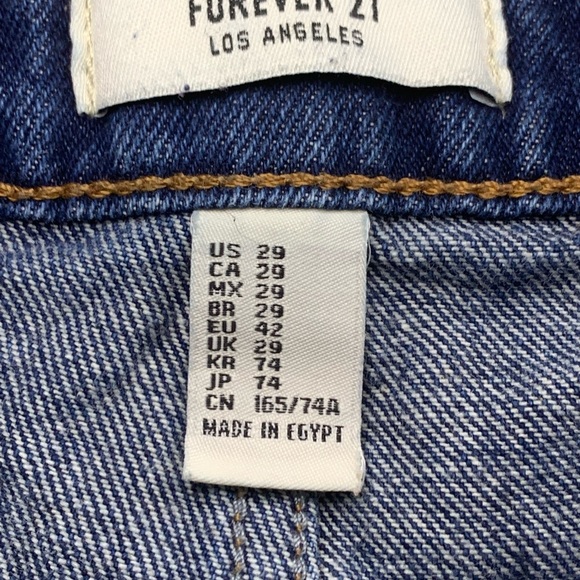 FOREVER 21
LOS ANGELES
US 29
CA 29
MX 29
BR 29
EU 42
UK 29
KR 74
JP 74
CN 165/74A
MADE IN EGYPT